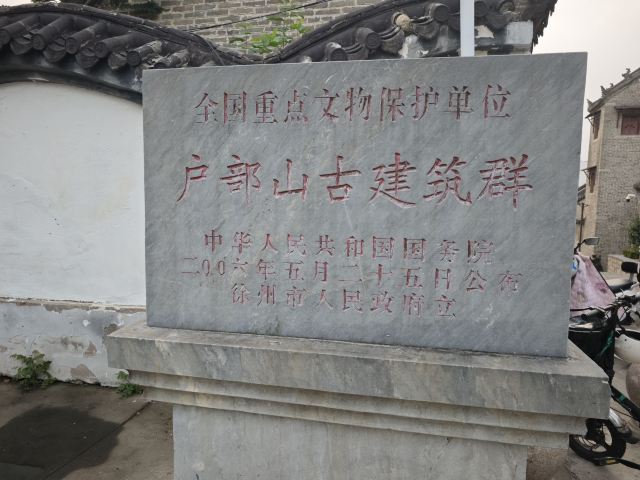 全国重点文物保护单位
户部山古建筑群
中华人民共和国国务院
二00六年五月二十五日公布
徐州市人民政府立